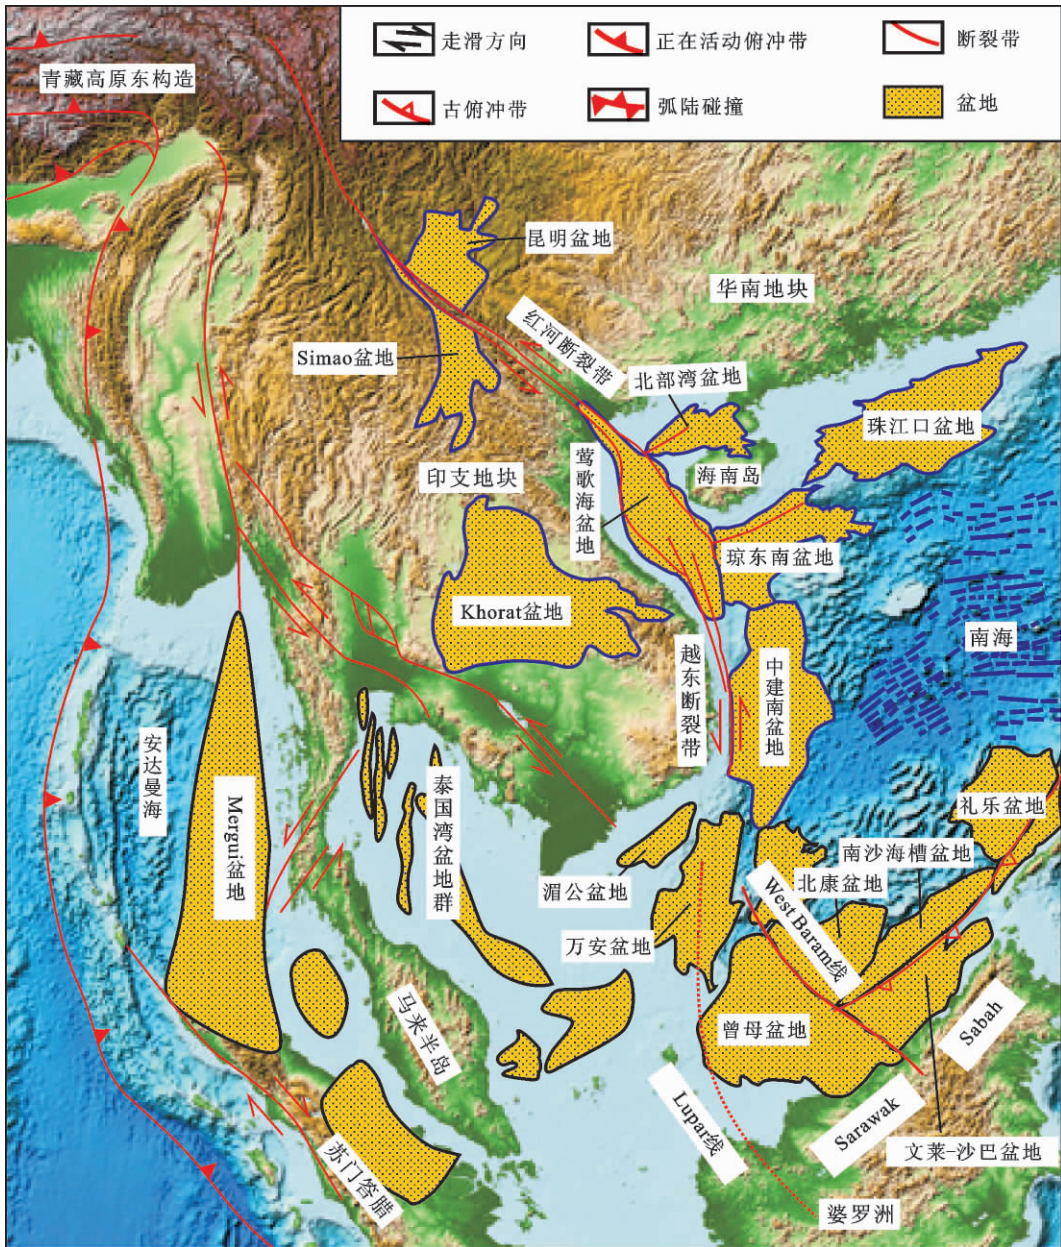 走滑方向
正在活动俯冲带
断裂带
青藏高原东构造
古俯冲带
弧陆碰撞
盆地
昆明盆地
华南地块
红河断裂带
Simao盆地
北部湾盆地
珠江口盆地
印支地块
莺歌海盆地
海南岛
琼东南盆地
Khorat盆地
南海
越东断裂带
中建南盆地
安达曼海
Mergui盆地
泰国湾盆地群
礼乐盆地
南沙海槽盆地
湄公盆地
北康盆地
West Baram线
万安盆地
马来半岛
曾母盆地
Sabah
Lupar线
Sarawak
文莱-沙巴盆地
苏门答腊
婆罗洲